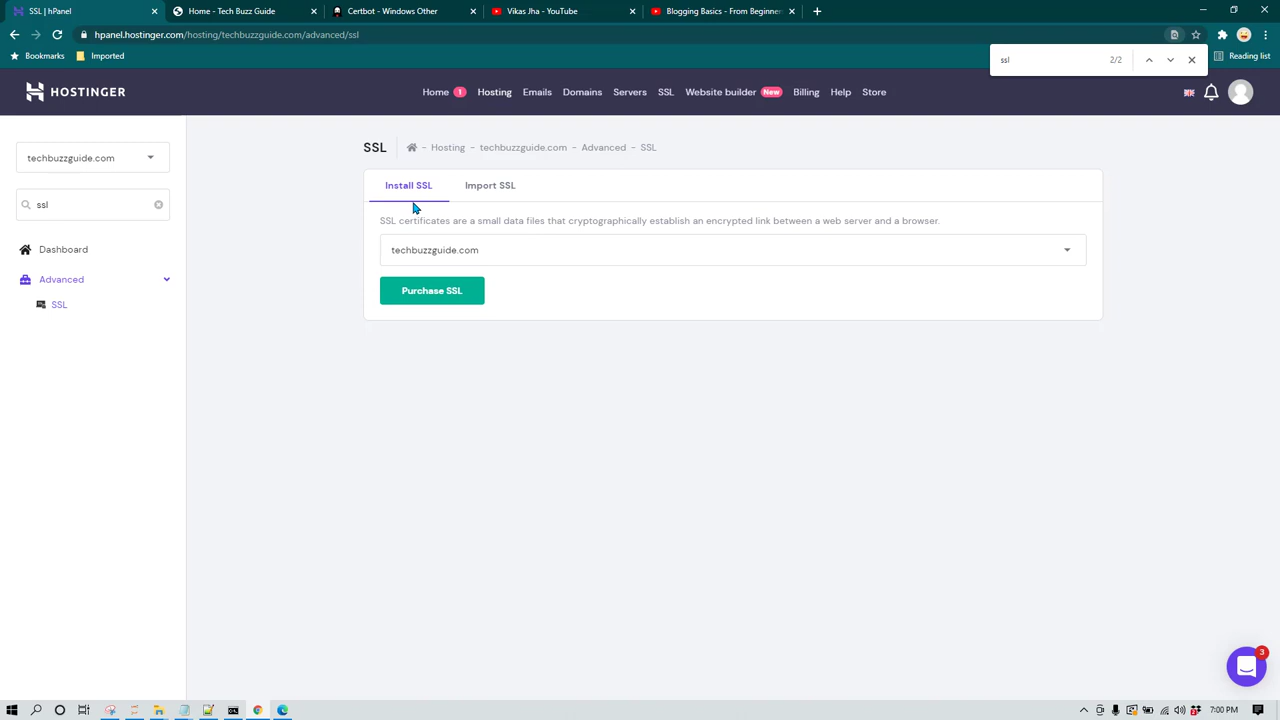 SSL | hPanel
Home - Tech Buzz Guide
Certbot - Windows Other
Vikas Jha - YouTube
Blogging Basics - From Beginner
hpanel.hostinger.com/hosting/techbuzzguide.com/advanced/ssl
Bookmarks
Imported
ssl
2/2
Reading list
HOSTINGER
Home 1
Hosting
Emails
Domains
Servers
SSL
Website builder New
Billing
Help
Store
techbuzzguide.com
ssl
Dashboard
Advanced
SSL
SSL
- Hosting - techbuzzguide.com - Advanced - SSL
Install SSL
Import SSL
SSL certificates are a small data files that cryptographically establish an encrypted link between a web server and a browser.
techbuzzguide.com
Purchase SSL
3
7:00 PM